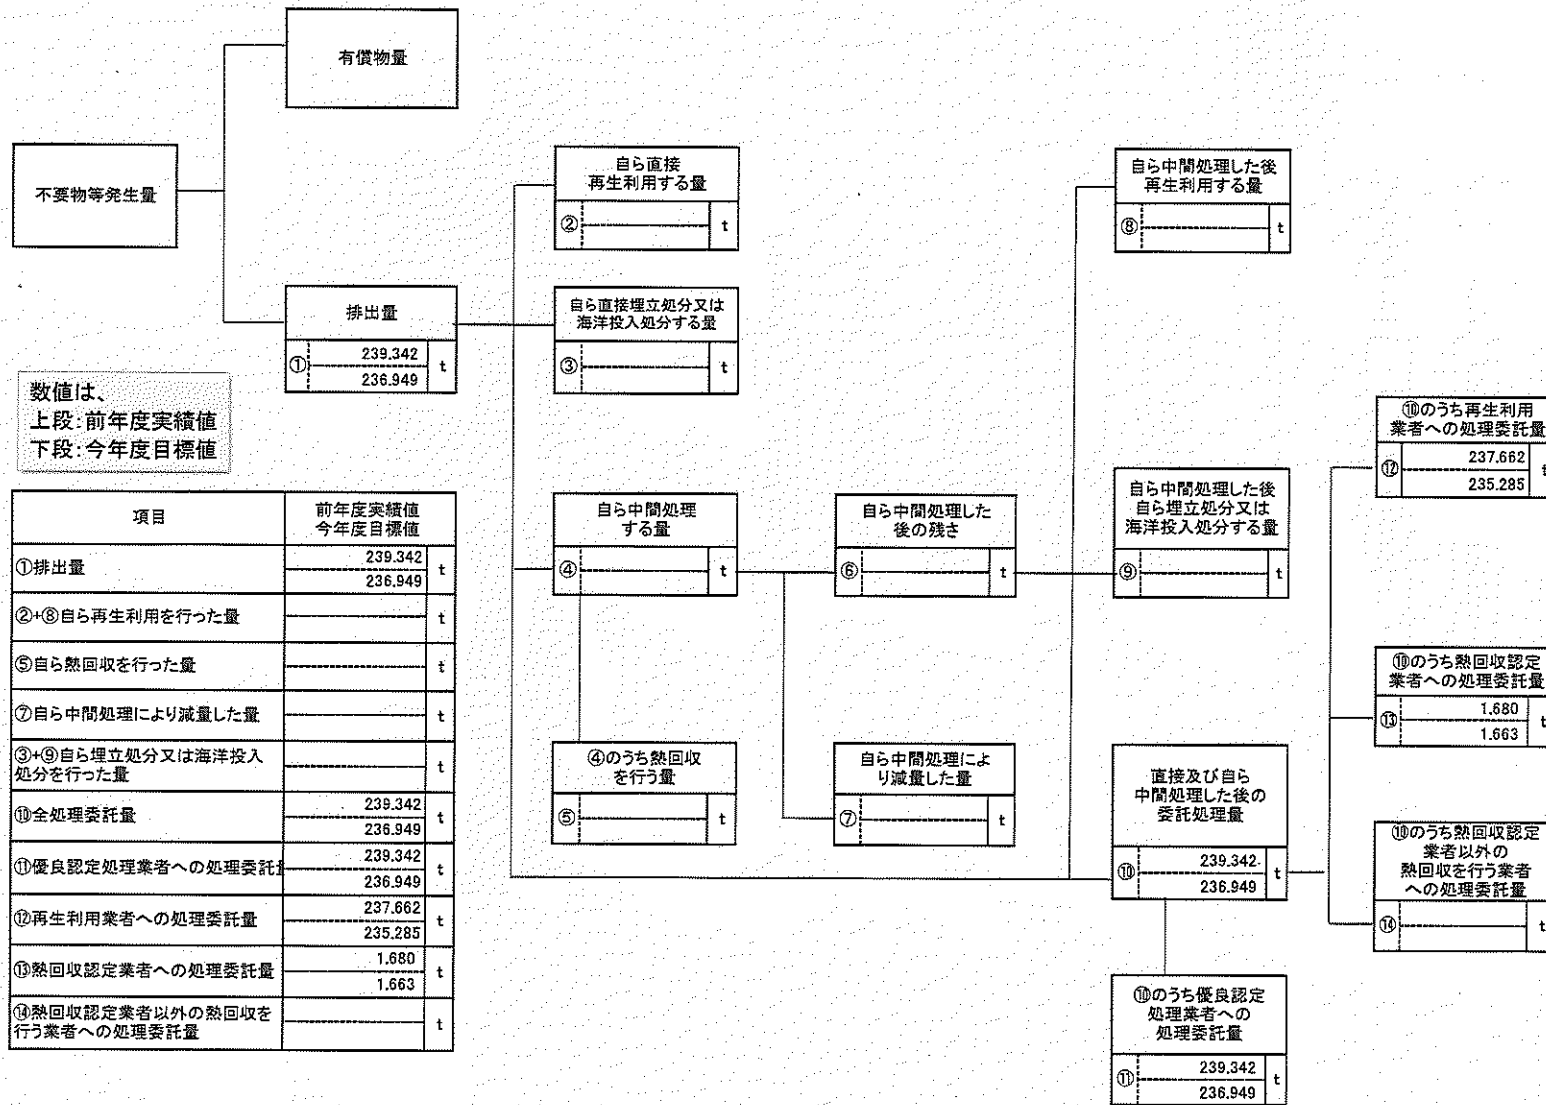 有償物量
不要物等発生量
排出量
① 239.342 t
236.949
数値は、
上段:前年度実績値
下段:今年度目標値
項目 前年度実績値
今年度目標値
①排出量 239.342 t
236.949
②+⑧自ら再生利用を行った量 t
⑤自ら熱回収を行った量 t
⑦自ら中間処理により減量した量 t
③+⑨自ら埋立処分又は海洋投入
処分を行った量 t
⑩全処理委託量 239.342 t
236.949
⑪優良認定処理業者への処理委託 239.342 t
236.949
⑫再生利用業者への処理委託量 237.662 t
235.285
⑬熱回収認定業者への処理委託量 1.680 t
1.663
⑭熱回収認定業者以外の熱回収を
行う業者への処理委託量 t
自ら直接
再生利用する量
② t
自ら直接埋立処分又は
海洋投入処分する量
③ t
自ら中間処理
する量
④ t
④のうち熱回収
を行う量
⑤ t
自ら中間処理した
後の残さ
⑥ t
自ら中間処理によ
り減量した量
⑦ t
自ら中間処理した後
再生利用する量
⑧ t
自ら中間処理した後
自ら埋立処分又は
海洋投入処分する量
⑨ t
直接及び自ら
中間処理した後の
委託処理量
⑩ 239.342 t
236.949
⑩のうち優良認定
処理業者への
処理委託量
⑪ 239.342 t
236.949
⑩のうち再生利用
業者への処理委託量
⑫ 237.662 t
235.285
⑩のうち熱回収認定
業者への処理委託量
⑬ 1.680 t
1.663
⑩のうち熱回収認定
業者以外の
熱回収を行う業者
への処理委託量
⑭ t